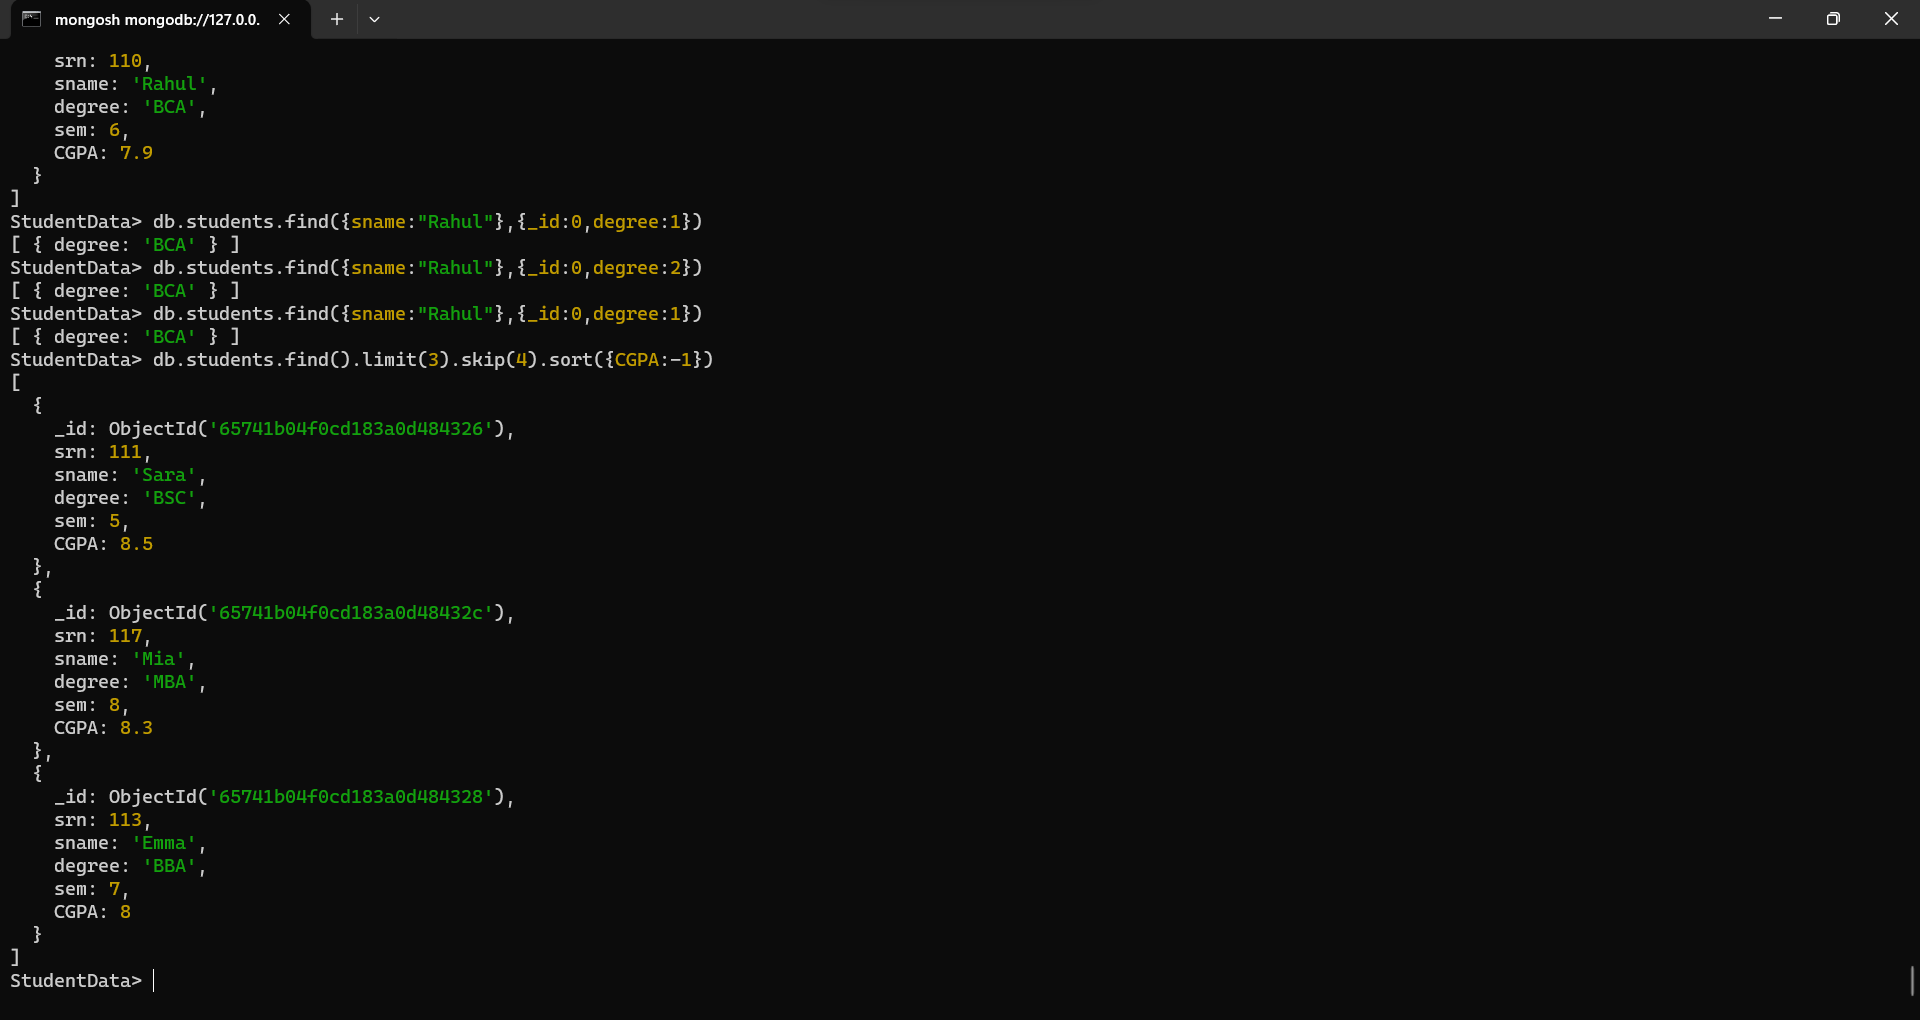 mongosh mongodb://127.0.0.
srn: 110,
sname: 'Rahul',
degree: 'BCA',
sem: 6,
CGPA: 7.9
}
]
StudentData> db.students.find({sname:"Rahul"},{_id:0,degree:1})
[ { degree: 'BCA' } ]
StudentData> db.students.find({sname:"Rahul"},{_id:0,degree:2})
[ { degree: 'BCA' } ]
StudentData> db.students.find({sname:"Rahul"},{_id:0,degree:1})
[ { degree: 'BCA' } ]
StudentData> db.students.find().limit(3).skip(4).sort({CGPA:-1})
[
{
_id: ObjectId('65741b04f0cd183a0d484326'),
srn: 111,
sname: 'Sara',
degree: 'BSC',
sem: 5,
CGPA: 8.5
},
{
_id: ObjectId('65741b04f0cd183a0d48432c'),
srn: 117,
sname: 'Mia',
degree: 'MBA',
sem: 8,
CGPA: 8.3
},
{
_id: ObjectId('65741b04f0cd183a0d484328'),
srn: 113,
sname: 'Emma',
degree: 'BBA',
sem: 7,
CGPA: 8
}
]
StudentData>